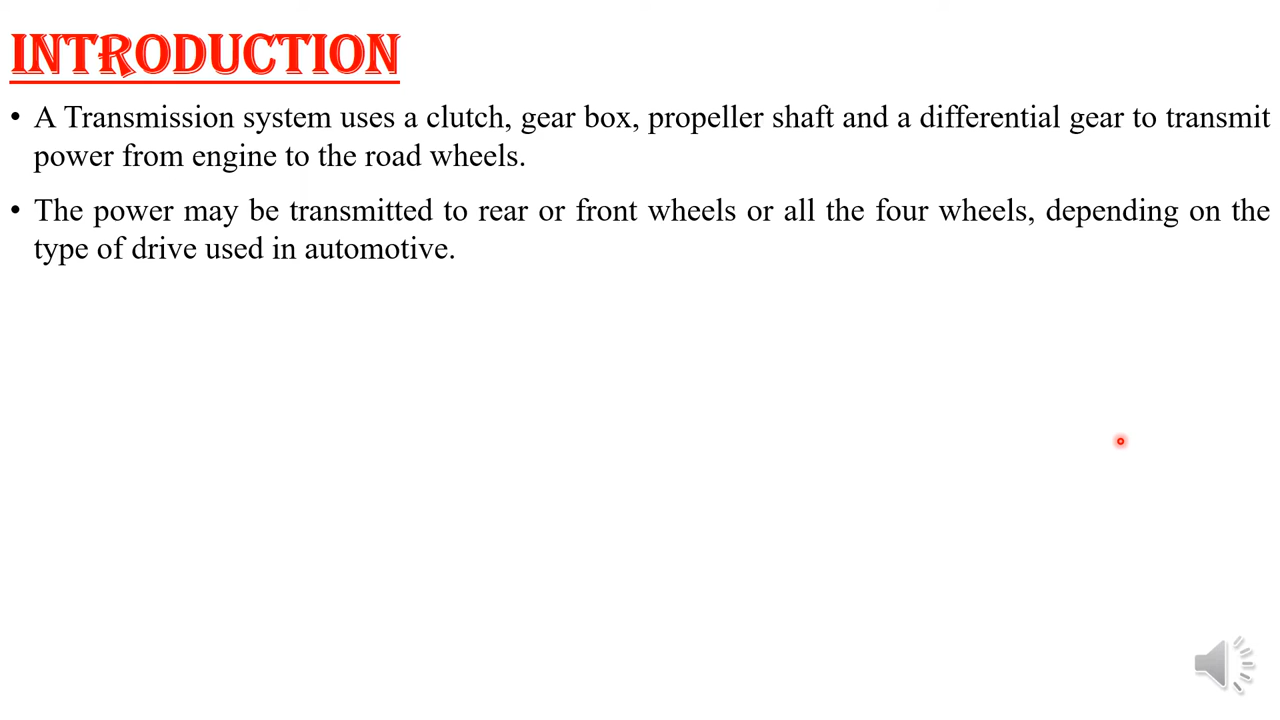 INTRODUCTION
• A Transmission system uses a clutch, gear box, propeller shaft and a differential gear to transmit
power from engine to the road wheels.
• The power may be transmitted to rear or front wheels or all the four wheels, depending on the
type of drive used in automotive.